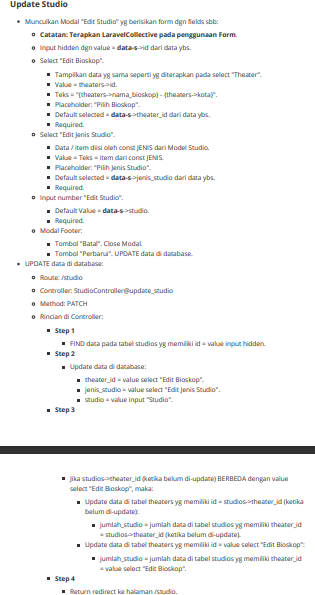 Update Studio
Munculkan Modal "Edit Studio" yg berisikan form dgn fields sbb:
Catatan: Terapkan LaravelCollective pada penggunaan Form.
Input hidden dgn value = data-s->id dari data ybs.
Select "Edit Bioskop".
Tampilkan data yg sama seperti yg diterapkan pada select "Theater".
Value = theaters->id.
Teks = "{theaters->nama_bioskop} - {theaters->kota}".
Placeholder: "Pilih Bioskop".
Default selected = data-s->theater_id dari data ybs.
Required.
Select "Edit Jenis Studio".
Data / item diisi oleh const JENIS dari Model Studio.
Value = Teks = item dari const JENIS.
Placeholder: "Pilih Jenis Studio".
Default selected = data-s->jenis_studio dari data ybs.
Required.
Input number "Edit Studio".
Default Value = data-s->studio.
Required.
Modal Footer:
Tombol "Batal". Close Modal.
Tombol "Perbarui". UPDATE data di database.
UPDATE data di database:
Route: /studio
Controller: StudioController@update_studio
Method: PATCH
Rincian di Controller:
Step 1
FIND data pada tabel studios yg memiliki id = value input hidden.
Step 2
Update data di database:
theater_id = value select "Edit Bioskop".
jenis_studio = value select "Edit Jenis Studio".
studio = value input "Studio".
Step 3
Jika studios->theater_id (ketika belum di-update) BERBEDA dengan value
select "Edit Bioskop", maka:
Update data di tabel theaters yg memiliki id = studios->theater_id (ketika
belum di-update):
jumlah_studio = jumlah data di tabel studios yg memiliki theater_id
= studios->theater_id (ketika belum di-update).
Update data di tabel theaters yg memiliki id = value select "Edit Bioskop":
jumlah_studio = jumlah data di tabel studios yg memiliki theater_id
= value select "Edit Bioskop".
Step 4
Return redirect ke halaman /studio.